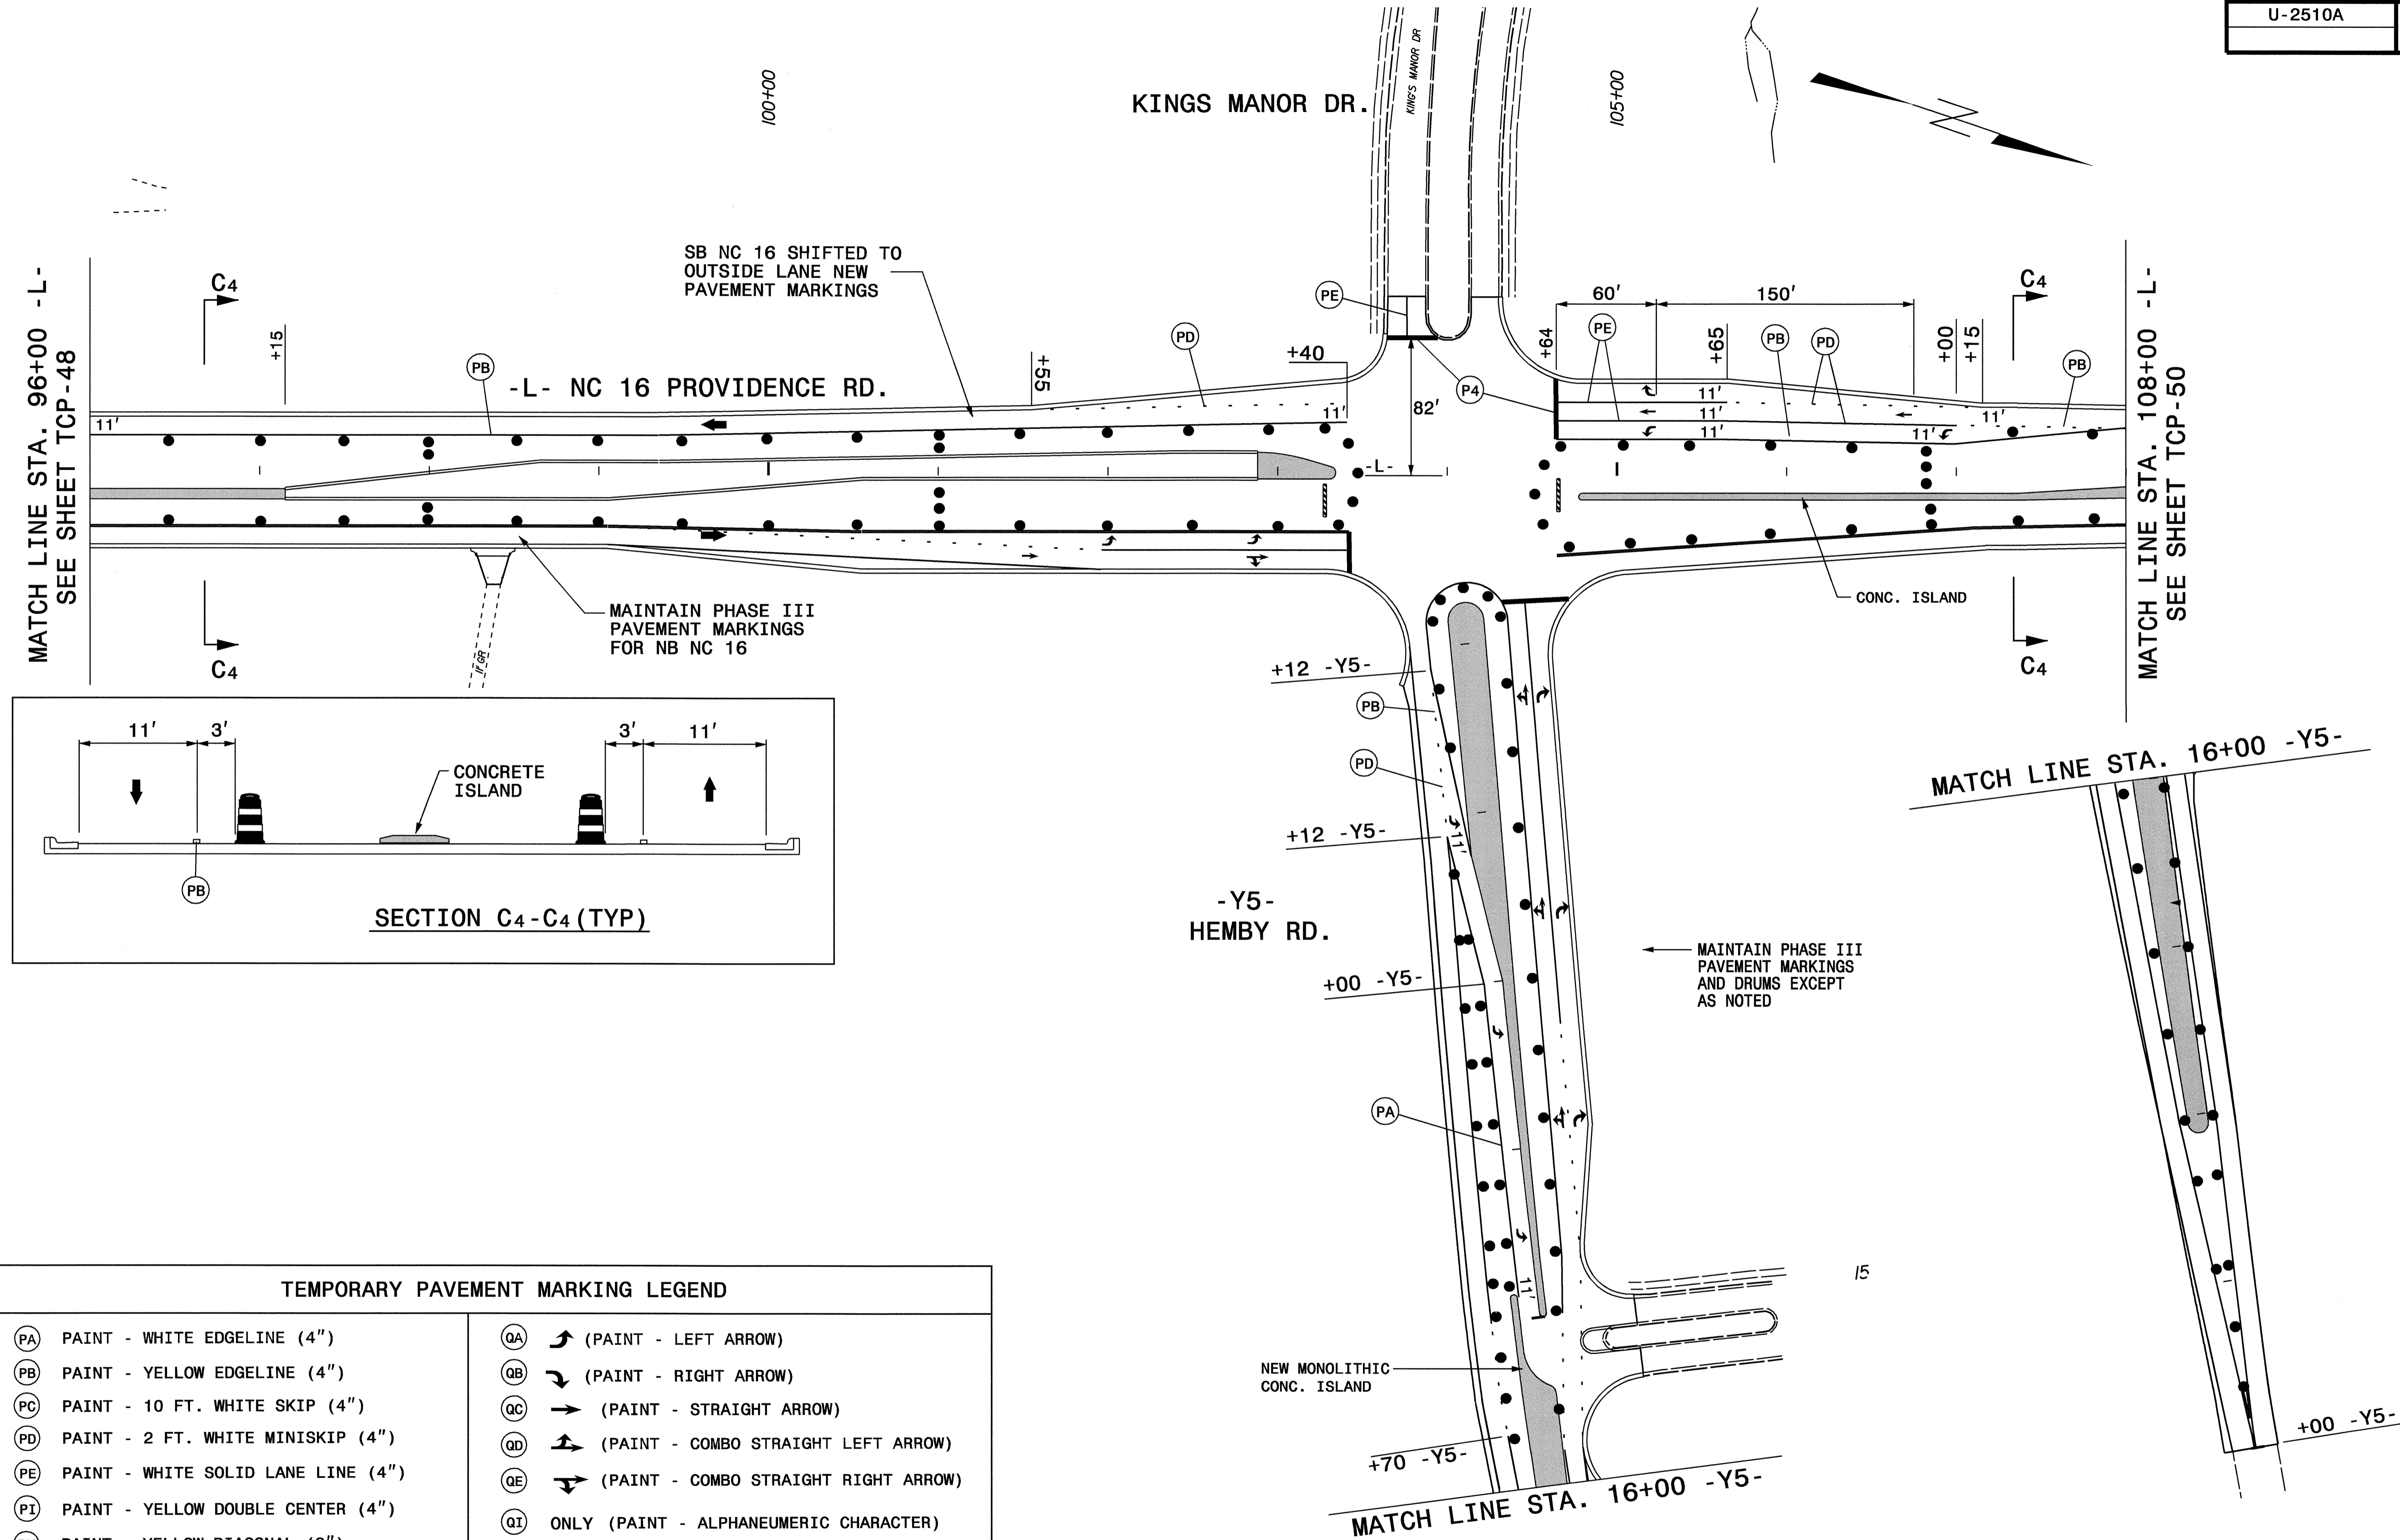 U-2510A
100+00
KINGS MANOR DR.
KING'S MANOR DR
105+00
MATCH LINE STA. 96+00 -L-
SEE SHEET TCP-48
C4
+15
PB
SB NC 16 SHIFTED TO
OUTSIDE LANE NEW
PAVEMENT MARKINGS
-L- NC 16 PROVIDENCE RD.
+55
PD
+40
PE
P4
82'
60'
150'
+64
PE
+65
PB
PD
+00
+15
C4
PB
MATCH LINE STA. 108+00 -L-
SEE SHEET TCP-50
11'
11'
11'
11'
11'
11'
11'
-L-
CONC. ISLAND
C4
C4
MAINTAIN PHASE III
PAVEMENT MARKINGS
FOR NB NC 16
11' GR
11'
3'
3'
11'
CONCRETE
ISLAND
PB
SECTION C4-C4(TYP)
+12 -Y5-
PB
PD
+12 -Y5-
11'
-Y5-
HEMBY RD.
+00 -Y5-
MAINTAIN PHASE III
PAVEMENT MARKINGS
AND DRUMS EXCEPT
AS NOTED
PA
11'
15
NEW MONOLITHIC
CONC. ISLAND
+70 -Y5-
MATCH LINE STA. 16+00 -Y5-
MATCH LINE STA. 16+00 -Y5-
+00 -Y5-
TEMPORARY PAVEMENT MARKING LEGEND
PA PAINT - WHITE EDGELINE (4")
PB PAINT - YELLOW EDGELINE (4")
PC PAINT - 10 FT. WHITE SKIP (4")
PD PAINT - 2 FT. WHITE MINISKIP (4")
PE PAINT - WHITE SOLID LANE LINE (4")
PI PAINT - YELLOW DOUBLE CENTER (4")
QA (PAINT - LEFT ARROW)
QB (PAINT - RIGHT ARROW)
QC (PAINT - STRAIGHT ARROW)
QD (PAINT - COMBO STRAIGHT LEFT ARROW)
QE (PAINT - COMBO STRAIGHT RIGHT ARROW)
QI ONLY (PAINT - ALPHANEUMERIC CHARACTER)